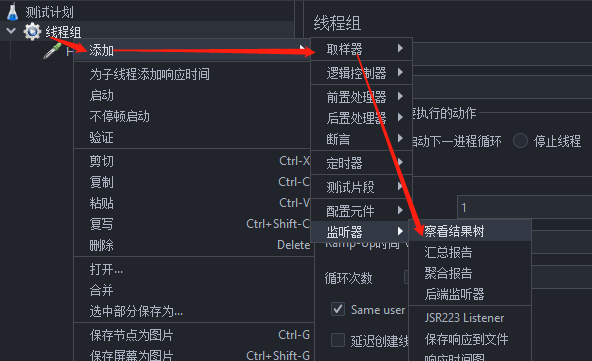 测试计划
线程组
线程组
添加
为子线程添加响应时间
启动
不停顿启动
验证
剪切 Ctrl-X
复制 Ctrl-C
粘贴 Ctrl-V
复写 Ctrl+Shift-C
删除 Delete
打开...
合并
选中部分保存为...
保存节点为图片 Ctrl-G
保存屏幕为图片 Ctrl+Shift-G
取样器
逻辑控制器
前置处理器
后置处理器
断言
定时器
测试片段
配置元件
监听器
察看结果树
汇总报告
聚合报告
后端监听器
JSR223 Listener
保存响应到文件
响应时间图
执行的动作
启动下一进程循环
停止线程
1
Ramp-Up时间
循环次数
Same user
延迟创建线